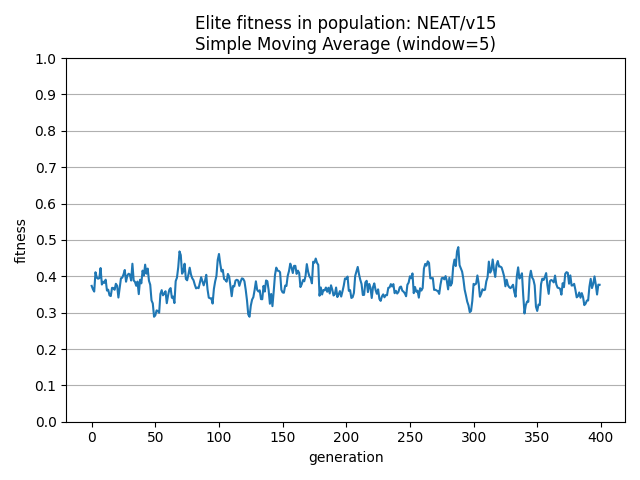 Elite fitness in population: NEAT/v15
Simple Moving Average (window=5)
1.0
0.9
0.8
0.7
0.6
0.5
0.4
0.3
0.2
0.1
0.0
fitness
0 50 100 150 200 250 300 350 400
generation